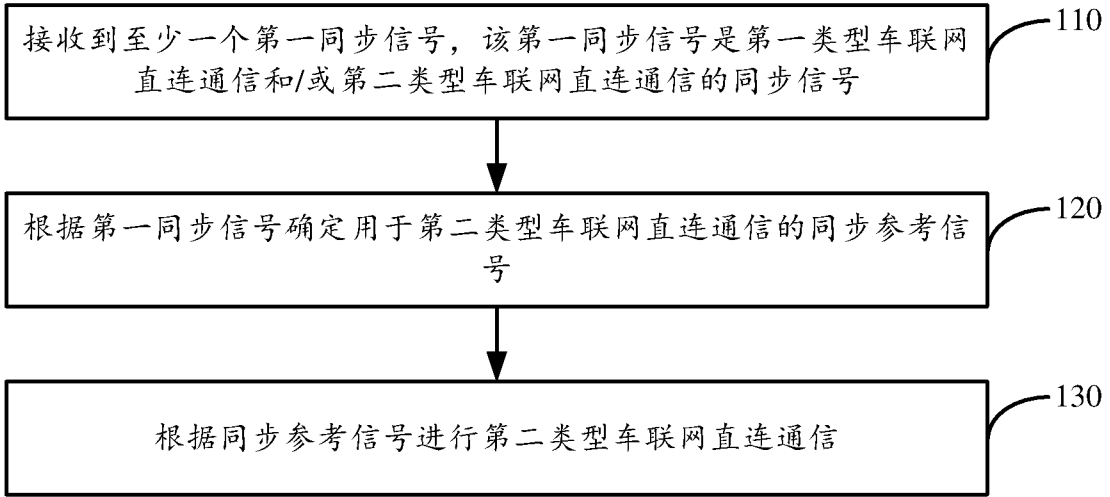 接收到至少一个第一同步信号，该第一同步信号是第一类型车联网
直连通信和/或第二类型车联网直连通信的同步信号
110
根据第一同步信号确定用于第二类型车联网直连通信的同步参考信
号
120
根据同步参考信号进行第二类型车联网直连通信
130